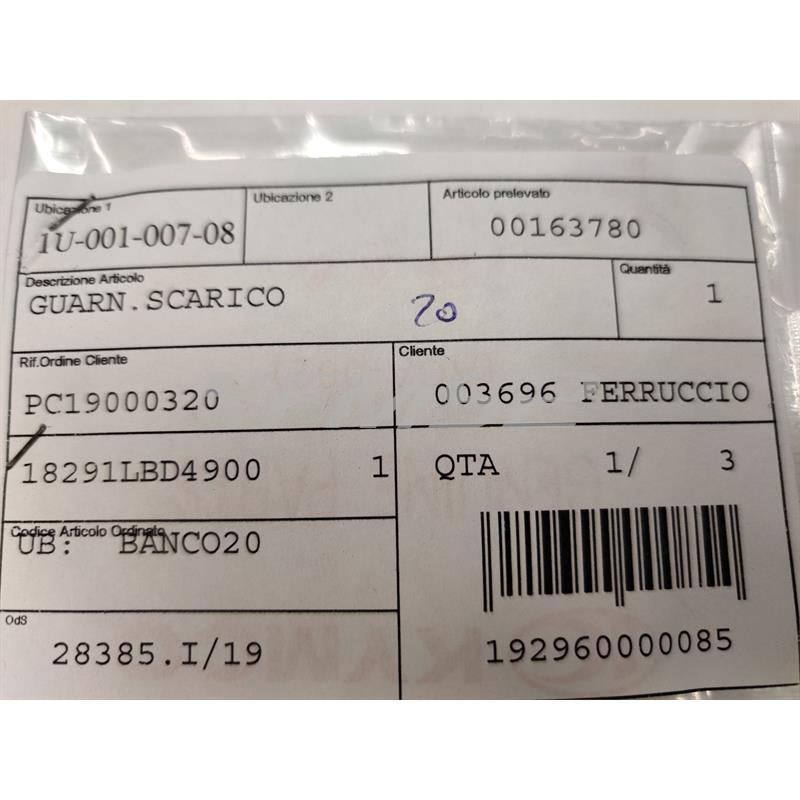 Ubicazione 1
1U-001-007-08
Ubicazione 2
Articolo prelevato
00163780
Descrizione Articolo
GUARN.SCARICO
20
Quantità
1
Rif.Ordine Cliente
PC19000320
Cliente
003696 FERRUCCIO
18291LBD4900 1
QTA 1/ 3
Codice Articolo Ordinato
UB: BANCO20
OdS
28385.I/19
192960000085